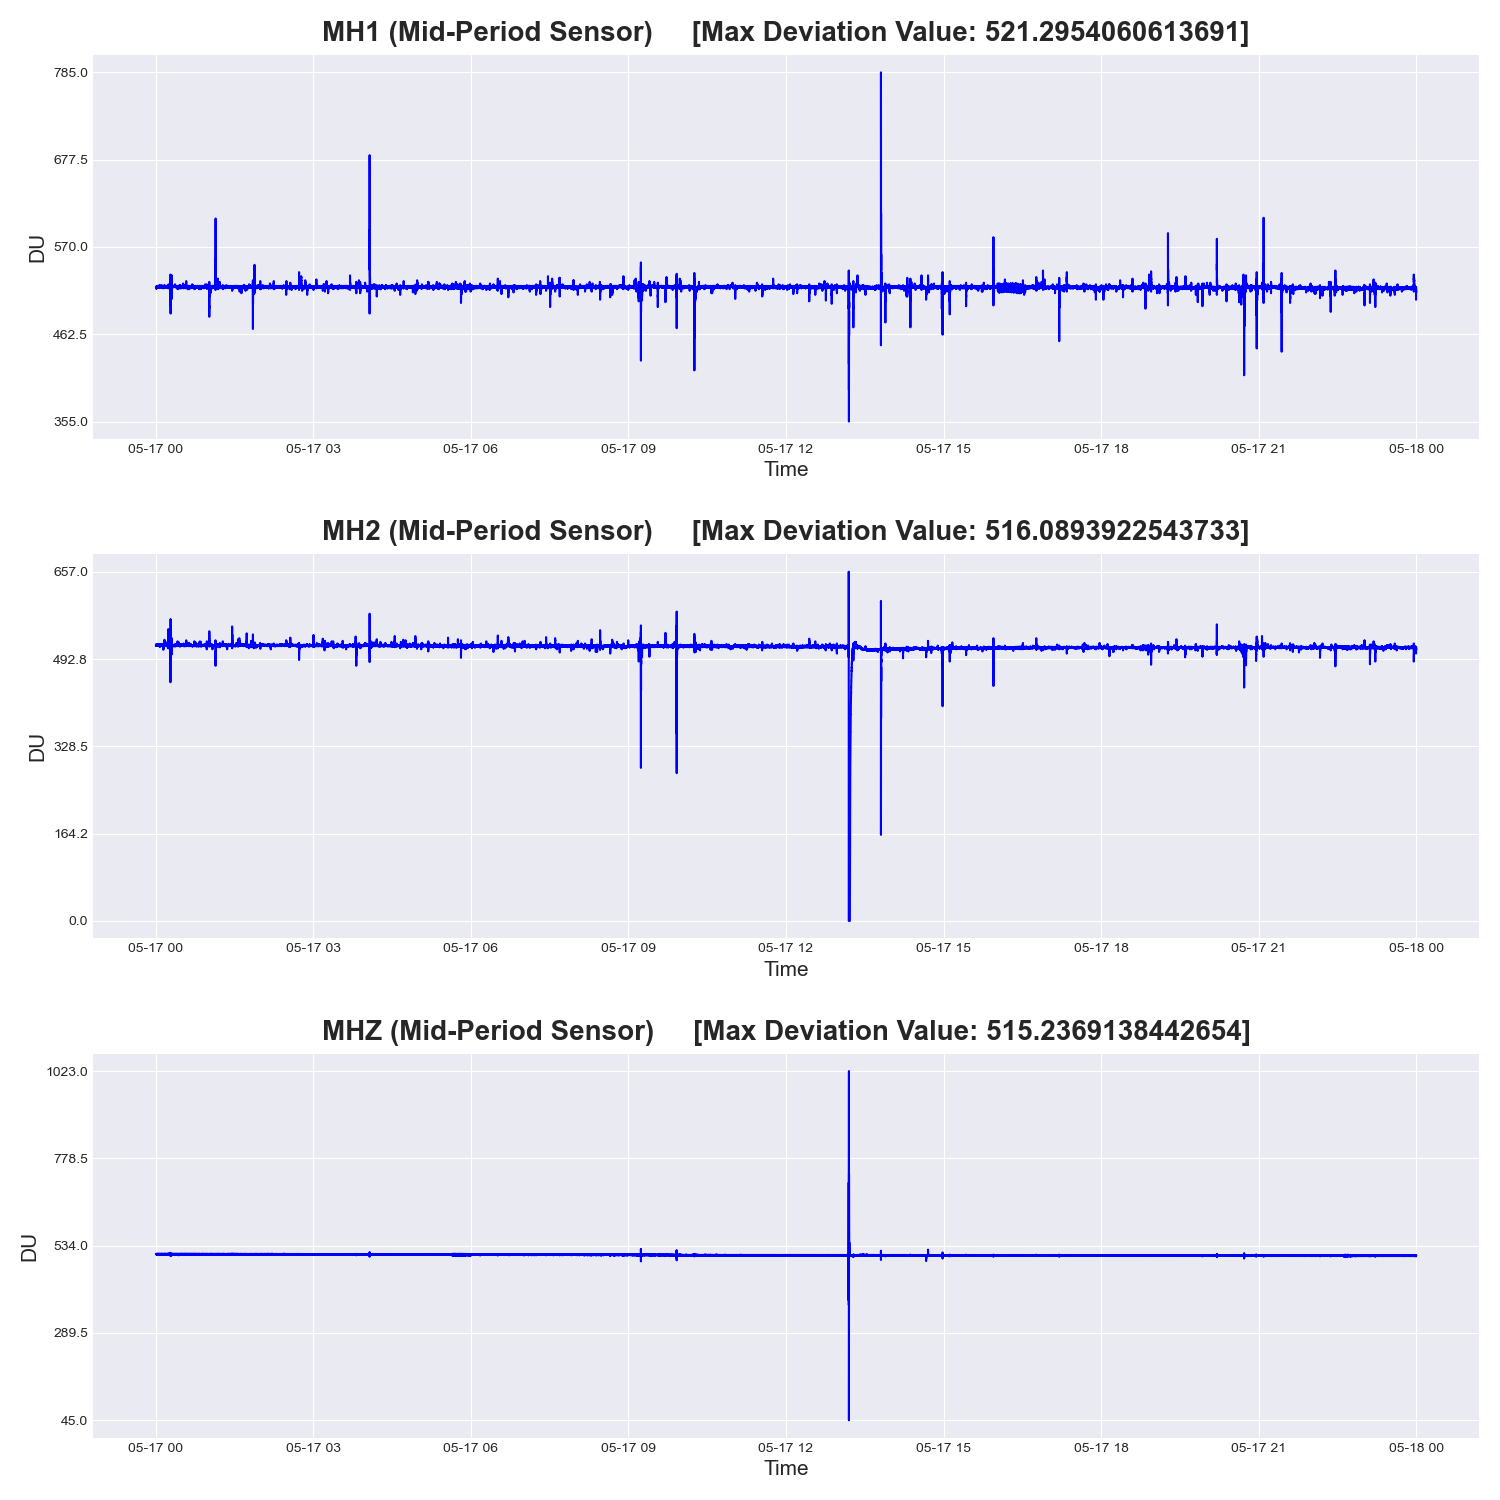 MH1 (Mid-Period Sensor) [Max Deviation Value: 521.2954060613691]
785.0
677.5
570.0
462.5
355.0
DU
05-17 00 05-17 03 05-17 06 05-17 09 05-17 12 05-17 15 05-17 18 05-17 21 05-18 00
Time
MH2 (Mid-Period Sensor) [Max Deviation Value: 516.0893922543733]
657.0
492.8
328.5
164.2
0.0
DU
05-17 00 05-17 03 05-17 06 05-17 09 05-17 12 05-17 15 05-17 18 05-17 21 05-18 00
Time
MHZ (Mid-Period Sensor) [Max Deviation Value: 515.2369138442654]
1023.0
778.5
534.0
289.5
45.0
DU
05-17 00 05-17 03 05-17 06 05-17 09 05-17 12 05-17 15 05-17 18 05-17 21 05-18 00
Time